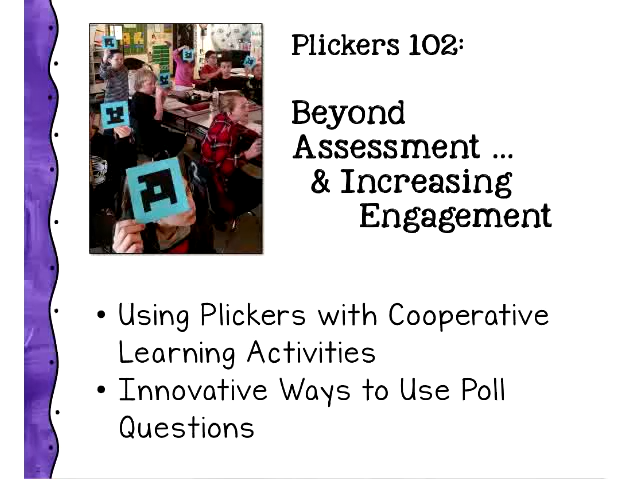 Plickers 102:
Beyond
Assessment ...
& Increasing
Engagement
• Using Plickers with Cooperative
Learning Activities
• Innovative Ways to Use Poll
Questions